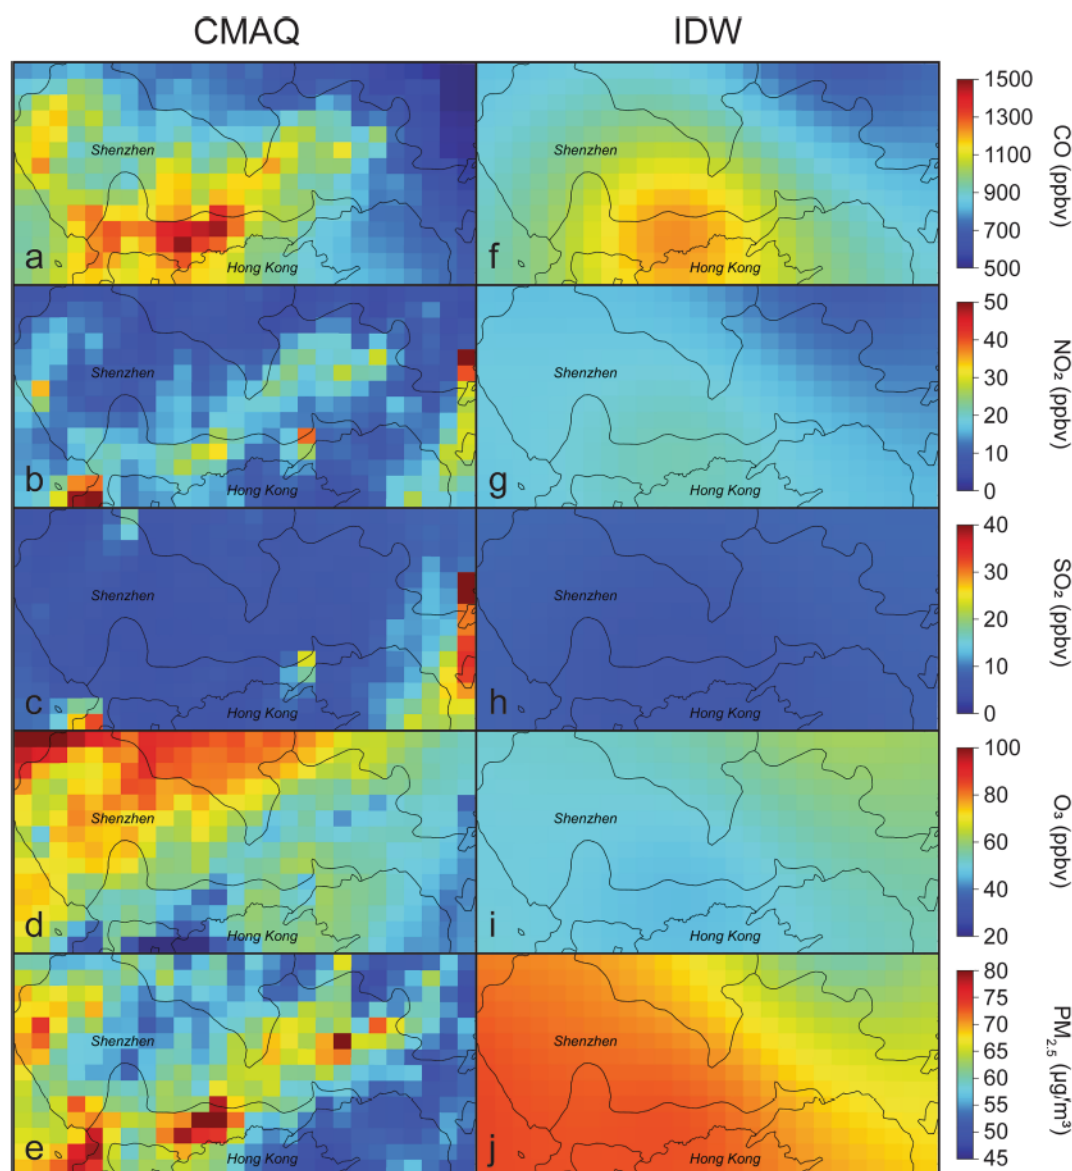 CMAQ IDW
Shenzhen
a
Hong Kong
Shenzhen
f
Hong Kong
1500
1300
1100
900
700
500
CO (ppbv)
Shenzhen
b
Hong Kong
Shenzhen
g
Hong Kong
50
40
30
20
10
0
NO₂ (ppbv)
Shenzhen
c
Hong Kong
Shenzhen
h
Hong Kong
40
30
20
10
0
SO₂ (ppbv)
Shenzhen
d
Hong Kong
Shenzhen
i
Hong Kong
100
80
60
40
20
O₃ (ppbv)
Shenzhen
e
Hong Kong
Shenzhen
j
Hong Kong
80
75
70
65
60
55
50
45
PM₂.₅ (μg/m³)